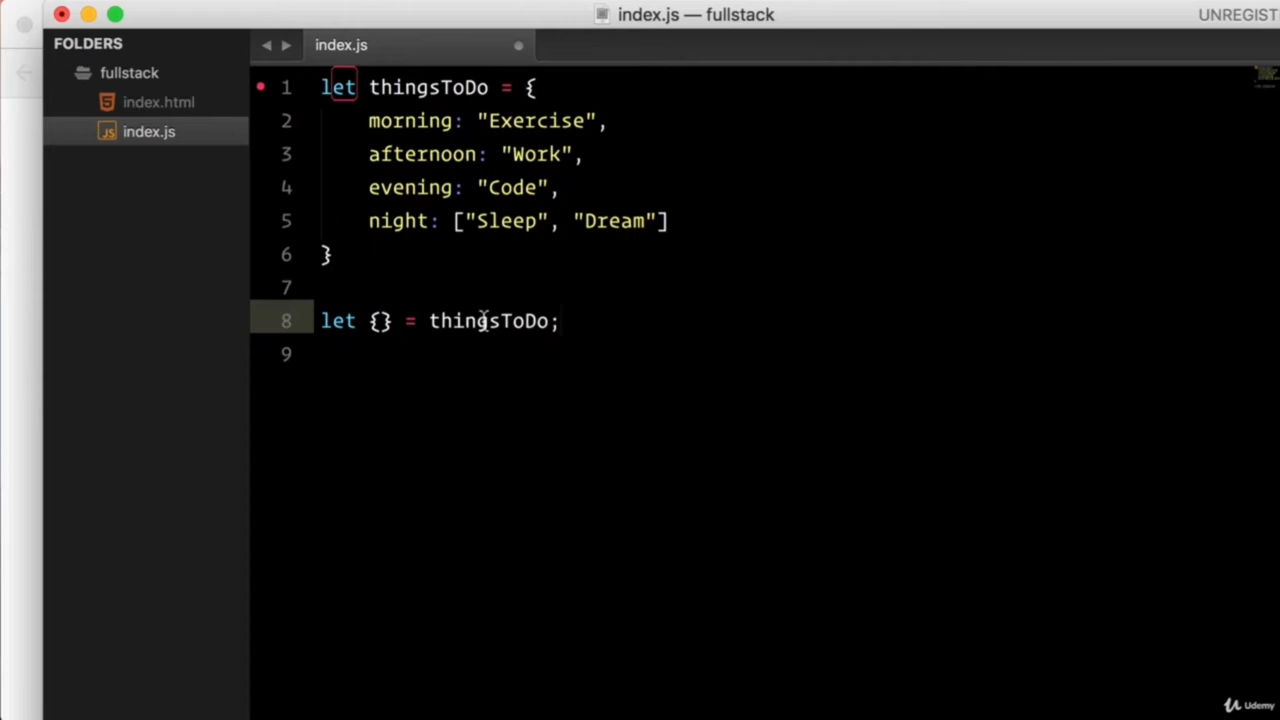 index.js — fullstack
UNREGIST
FOLDERS
fullstack
index.html
index.js
index.js
1 let thingsToDo = {
2 morning: "Exercise",
3 afternoon: "Work",
4 evening: "Code",
5 night: ["Sleep", "Dream"]
6 }
7
8 let {} = thingsToDo;
9
Udemy